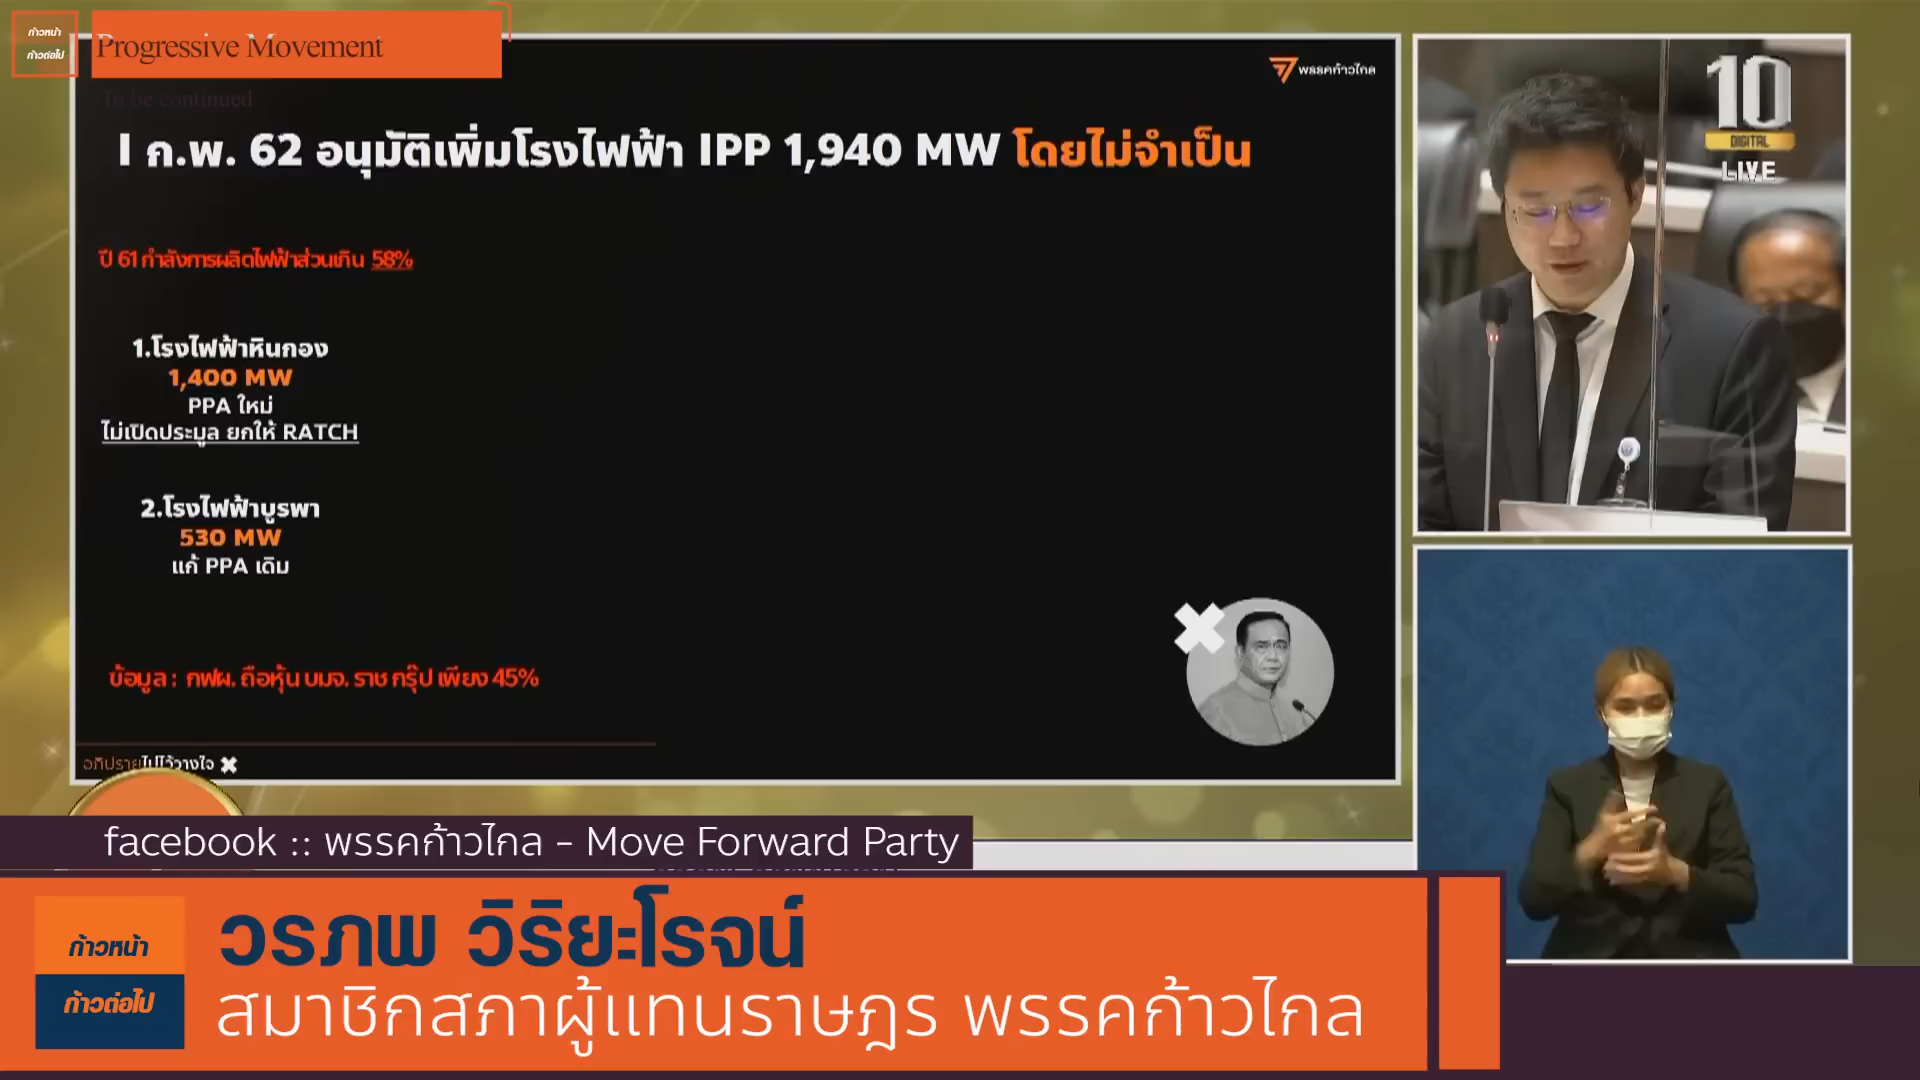 ก้าวหน้า
ก้าวต่อไป
Progressive Movement
To be continued
พรรคก้าวไกล
I ก.พ. 62 อนุมัติเพิ่มโรงไฟฟ้า IPP 1,940 MW โดยไม่จำเป็น
ปี 61 กำลังการผลิตไฟฟ้าส่วนเกิน 58%
1.โรงไฟฟ้าหินกอง
1,400 MW
PPA ใหม่
ไม่เปิดประมูล ยกให้ RATCH
2.โรงไฟฟ้าบูรพา
530 MW
แก้ PPA เดิม
ข้อมูล : กฟผ. ถือหุ้น บมจ. ราช กรุ๊ป เพียง 45%
อภิปรายไม่ไว้วางใจ
10
DIGITAL
LIVE
facebook :: พรรคก้าวไกล - Move Forward Party
ก้าวหน้า
ก้าวต่อไป
วรภพ วิริยะโรจน์
สมาชิกสภาผู้แทนราษฎร พรรคก้าวไกล